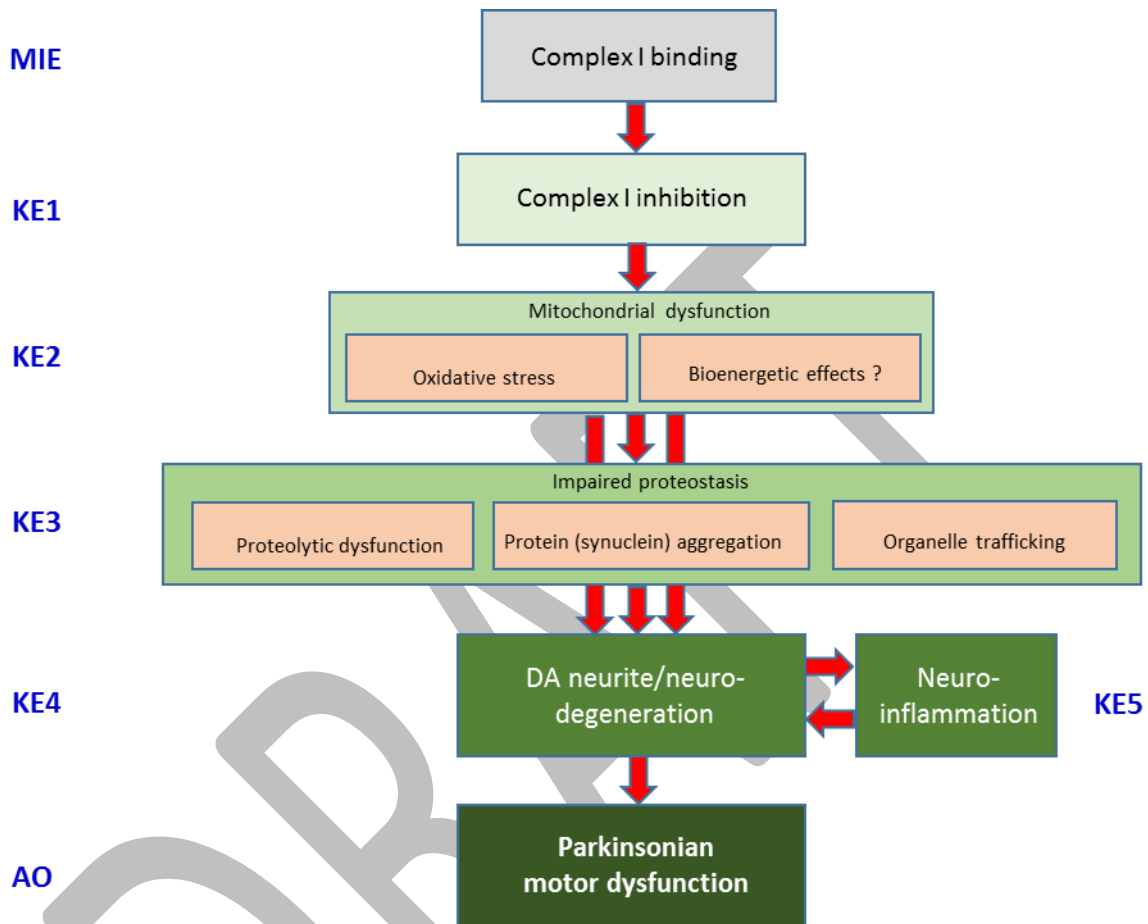 MIE
Complex I binding
KE1
Complex I inhibition
KE2
Mitochondrial dysfunction
Oxidative stress
Bioenergetic effects ?
KE3
Impaired proteostasis
Proteolytic dysfunction
Protein (synuclein) aggregation
Organelle trafficking
KE4
DA neurite/neuro-
degeneration
Neuro-
inflammation
KE5
AO
Parkinsonian
motor dysfunction
DRAFT